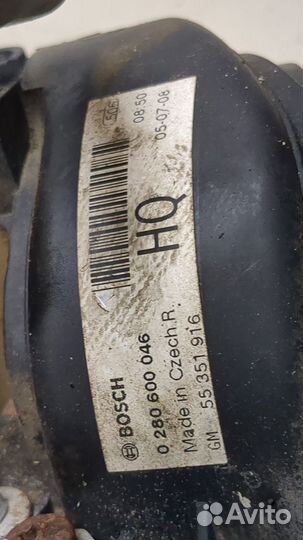 506
08:50
05-07-08
HQ
BOSCH
0 280 600 046
Made in Czech R.
GM 55 351 916
Avito